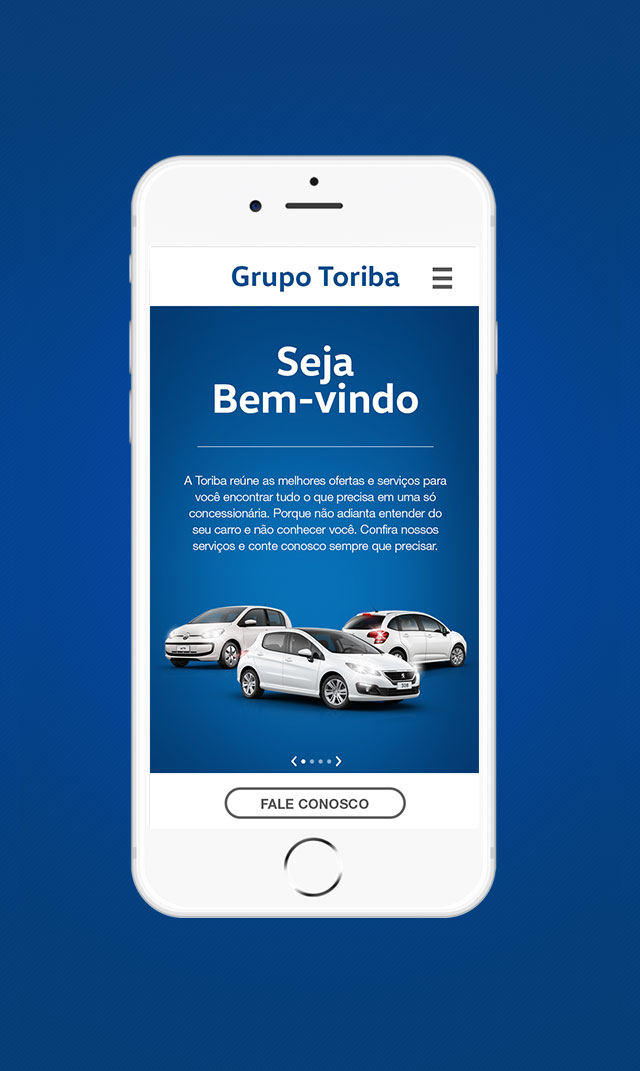 Grupo Toriba
Seja
Bem-vindo
A Toriba reúne as melhores ofertas e serviços para
você encontrar tudo o que precisa em uma só
concessionária. Porque não adianta entender do
seu carro e não conhecer você. Confira nossos
serviços e conte conosco sempre que precisar.
308
FALE CONOSCO